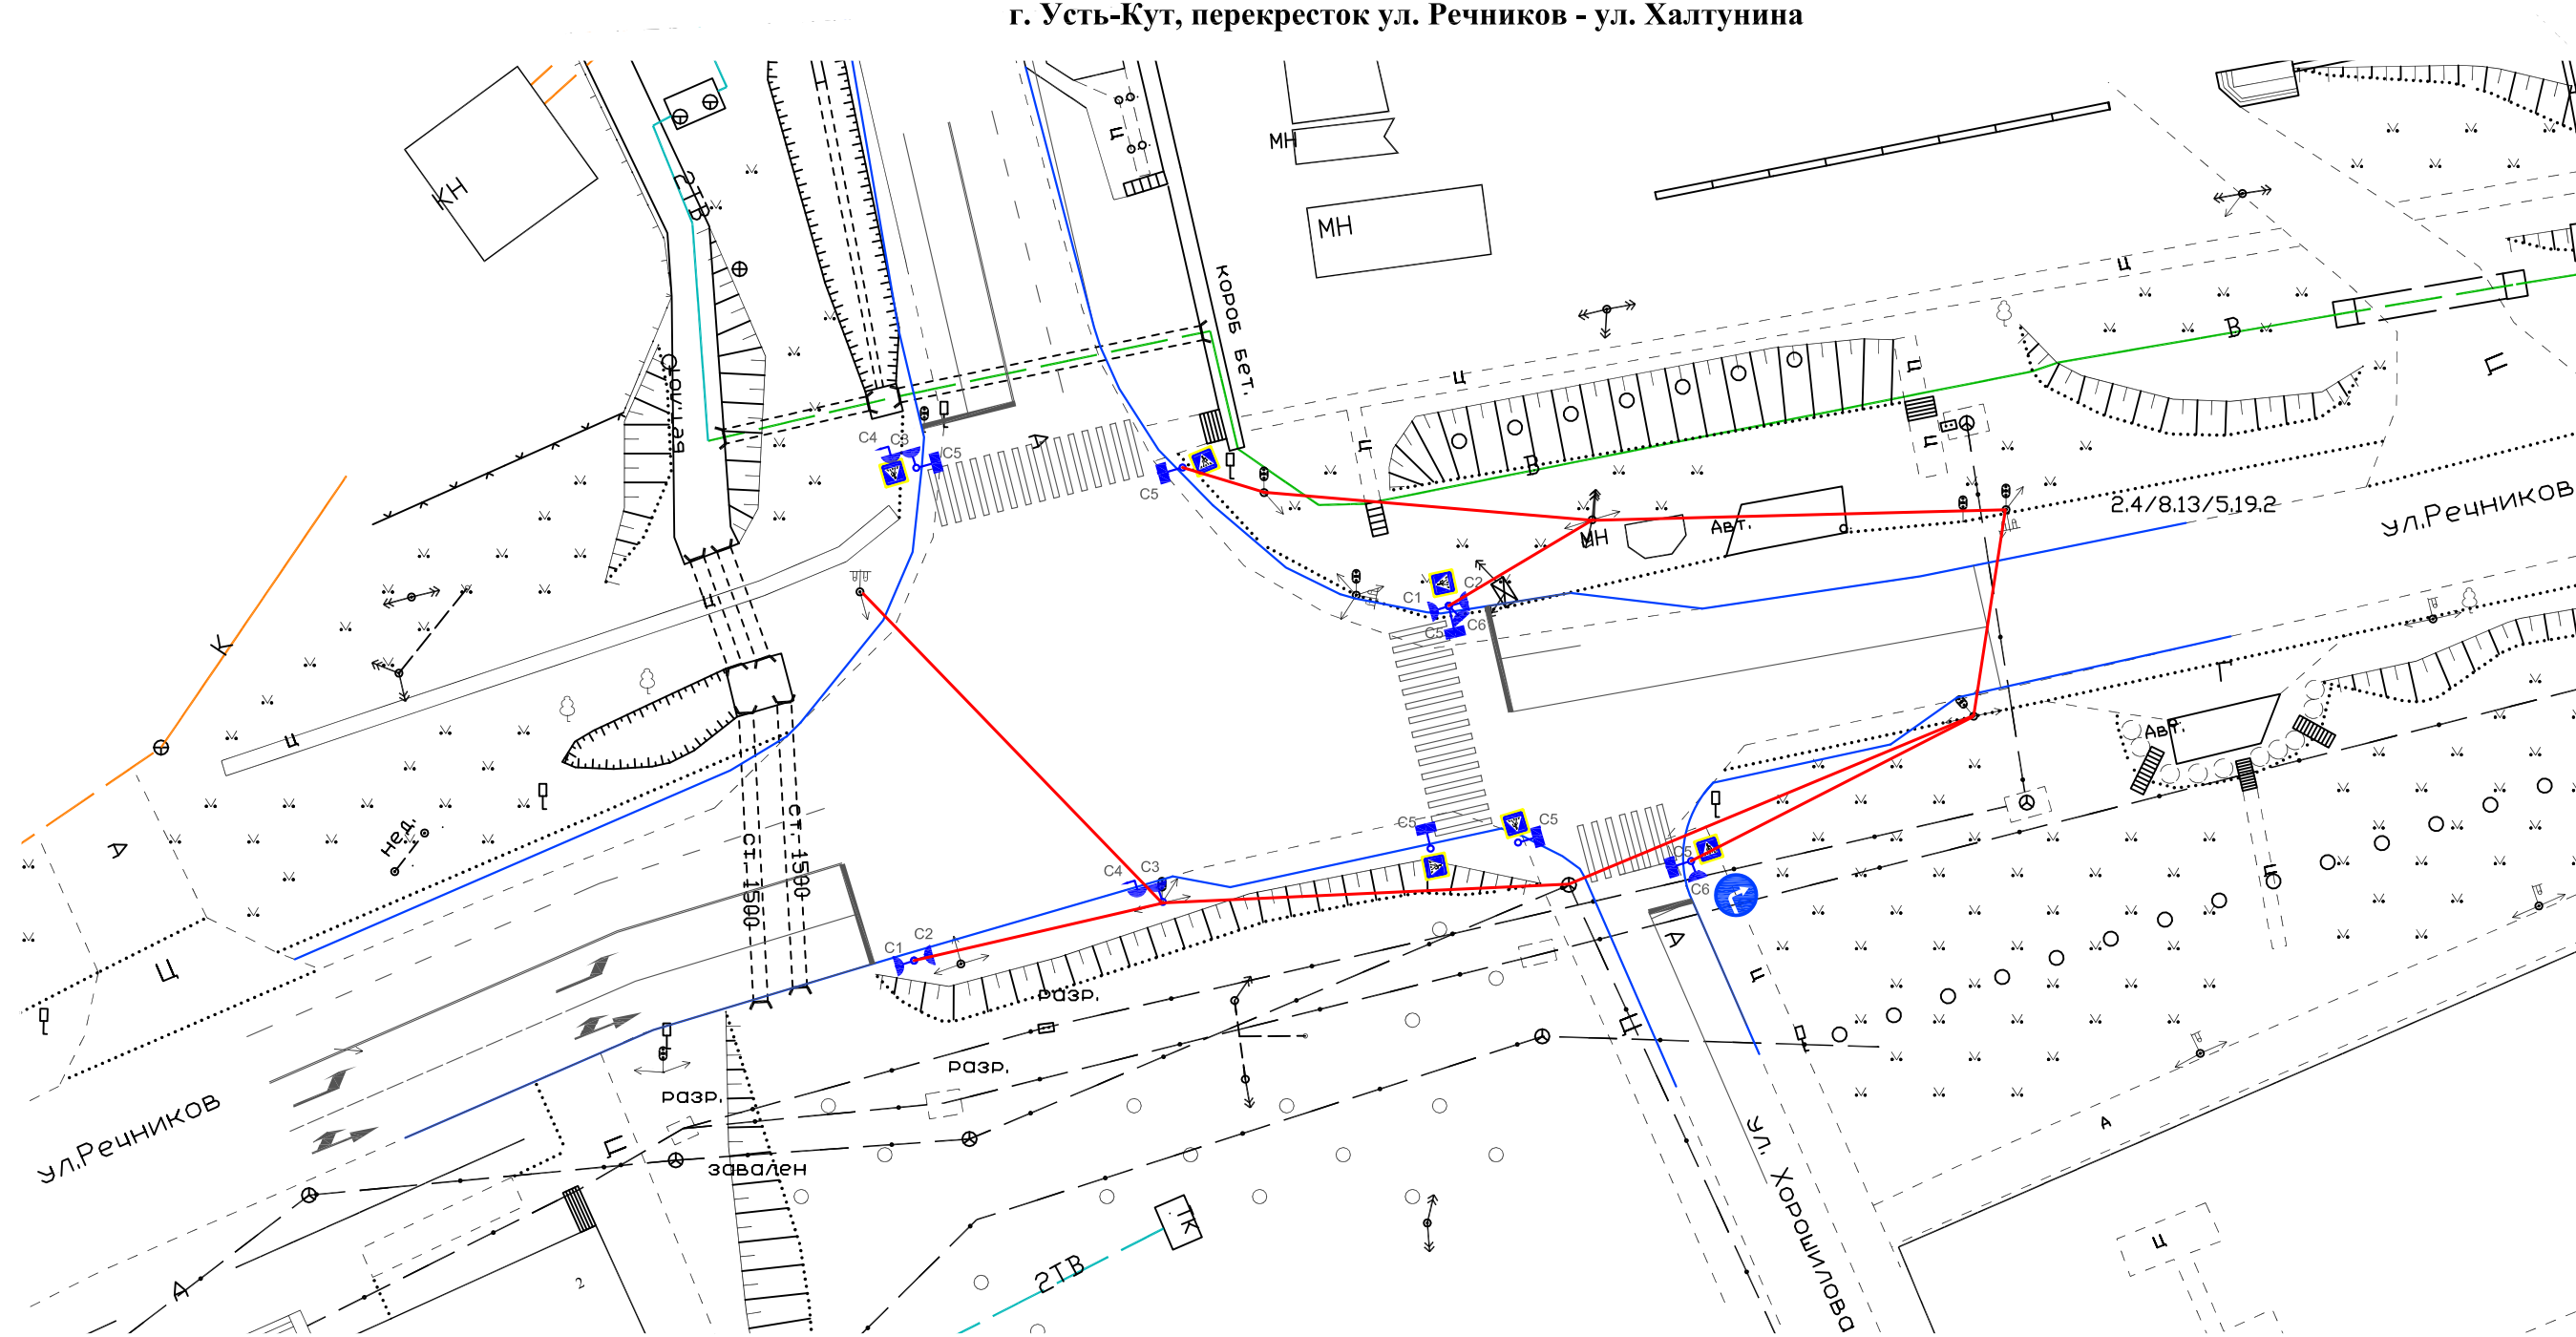 г. Усть-Кут, перекресток ул. Речников - ул. Халтунина
МН
Ц
КН
2ТВ
МН
короб бет.
Ц
Ц
В
Ц
Ц
Ц
С4
С3
С5
А
С5
Ц
Ц
В
2.4/8.13/5.19.2
ул.Речников
Авт.
МН
С1
С2
С5
С6
Ц
К
Г
Ц
Авт.
нед.
А
ст. 1500
ст. 1500
С5
С5
С5
С6
С4
С3
Ц
С1
С2
А
Ц
Ц
разр.
Ц
разр.
разр.
ул.Речников
Ц
завален
А
ул. Хорошилова
А
2
2ТВ
ТК
Ц